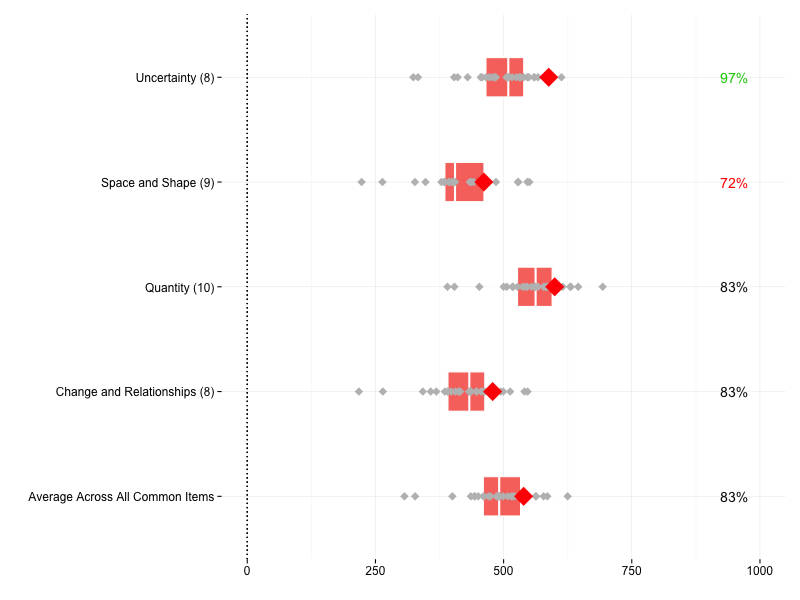 Uncertainty (8) 97%
Space and Shape (9) 72%
Quantity (10) 83%
Change and Relationships (8) 83%
Average Across All Common Items 83%
0 250 500 750 1000